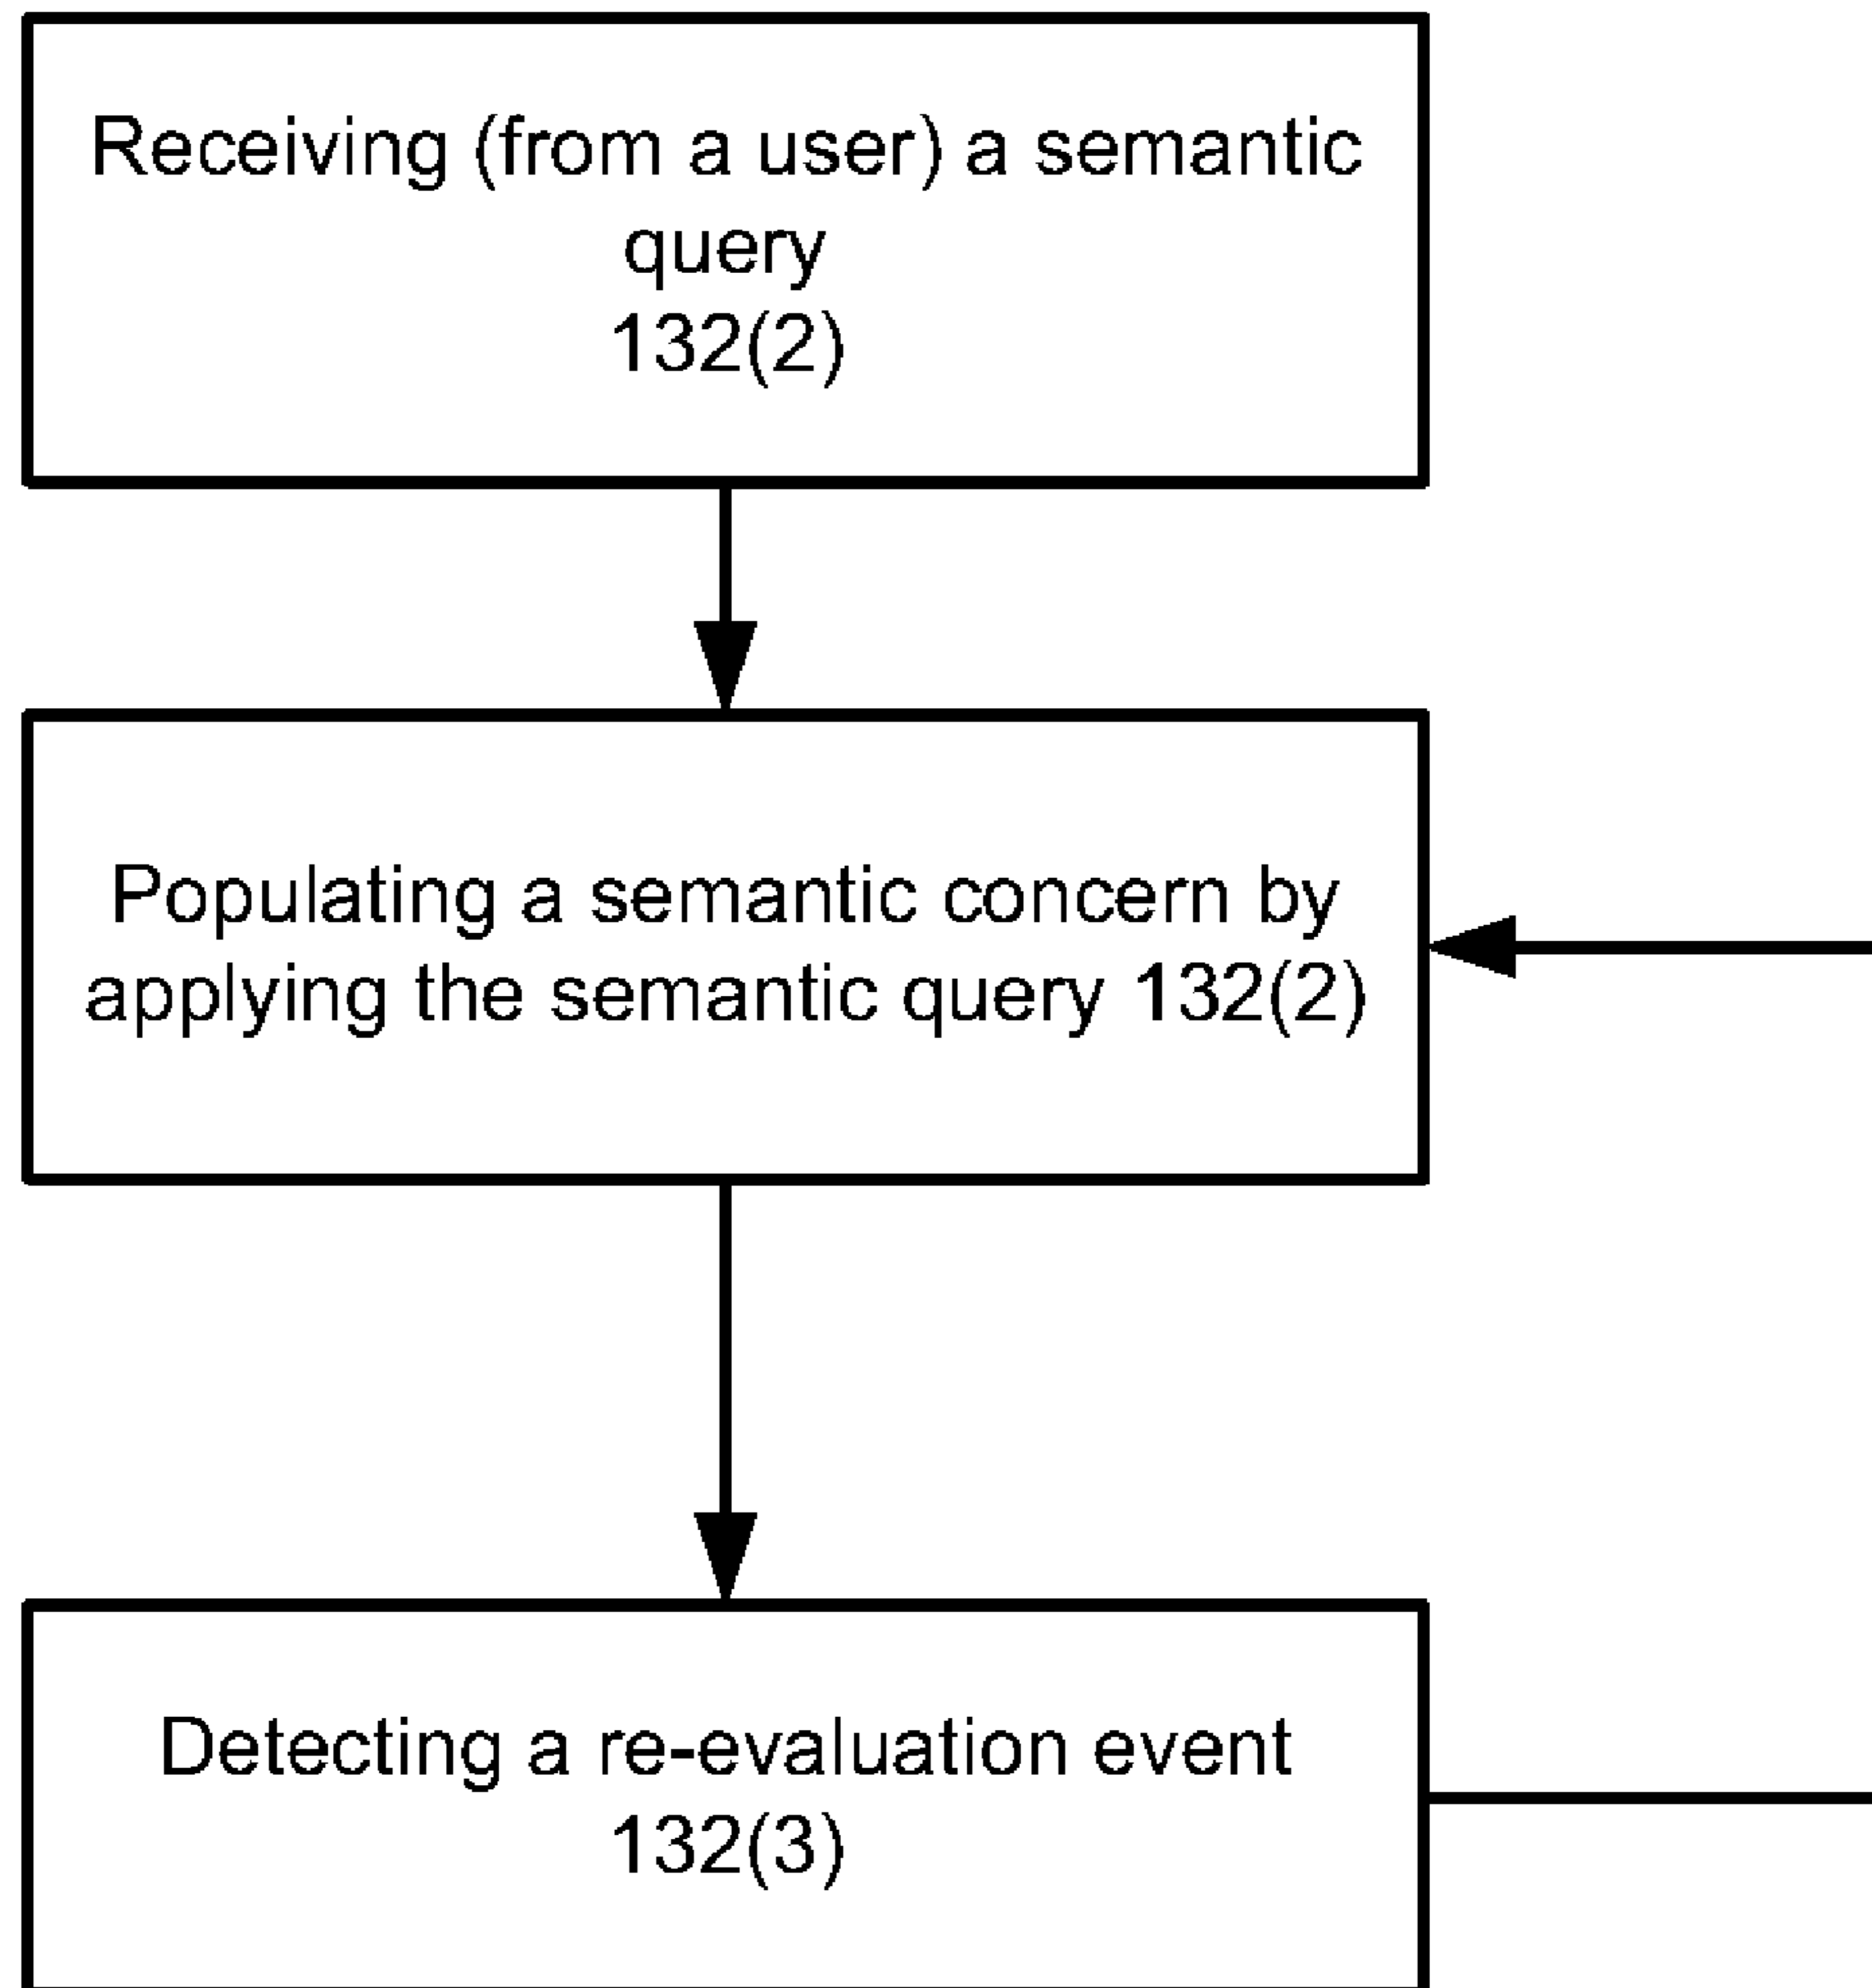 Receiving (from a user) a semantic
query
132(2)
Populating a semantic concern by
applying the semantic query 132(2)
Detecting a re-evaluation event
132(3)